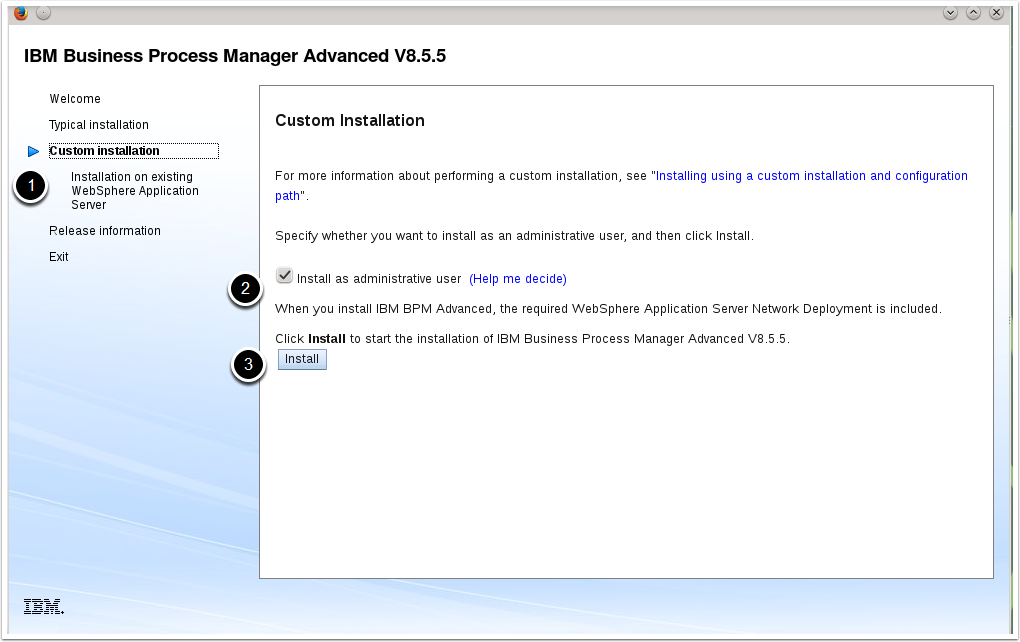 IBM Business Process Manager Advanced V8.5.5
Welcome
Typical installation
Custom installation
1
Installation on existing
WebSphere Application
Server
Release information
Exit
Custom Installation
For more information about performing a custom installation, see "Installing using a custom installation and configuration
path".
Specify whether you want to install as an administrative user, and then click Install.
2
Install as administrative user (Help me decide)
When you install IBM BPM Advanced, the required WebSphere Application Server Network Deployment is included.
Click Install to start the installation of IBM Business Process Manager Advanced V8.5.5.
3
Install
IBM.